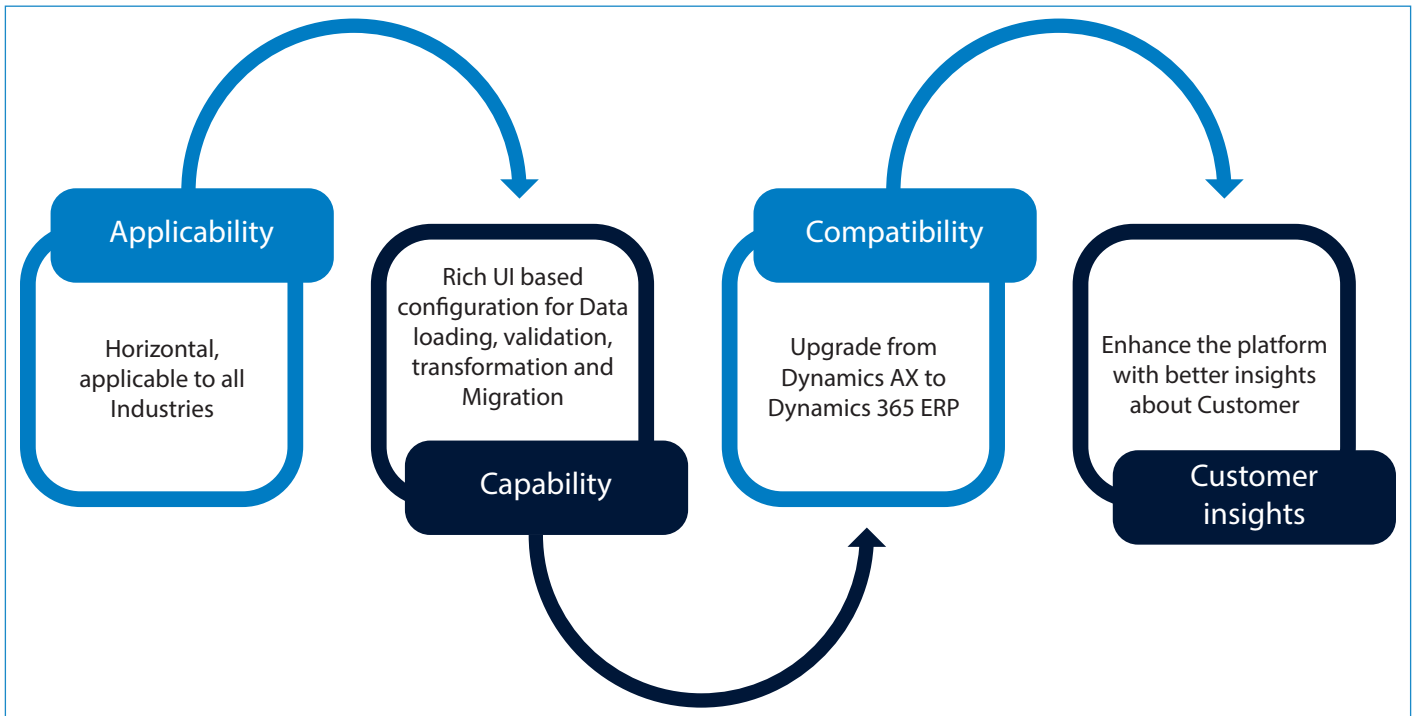 Applicability
Horizontal,
applicable to all
Industries
Rich UI based
configuration for Data
loading, validation,
transformation and
Migration
Capability
Compatibility
Upgrade from
Dynamics AX to
Dynamics 365 ERP
Enhance the platform
with better insights
about Customer
Customer
insights